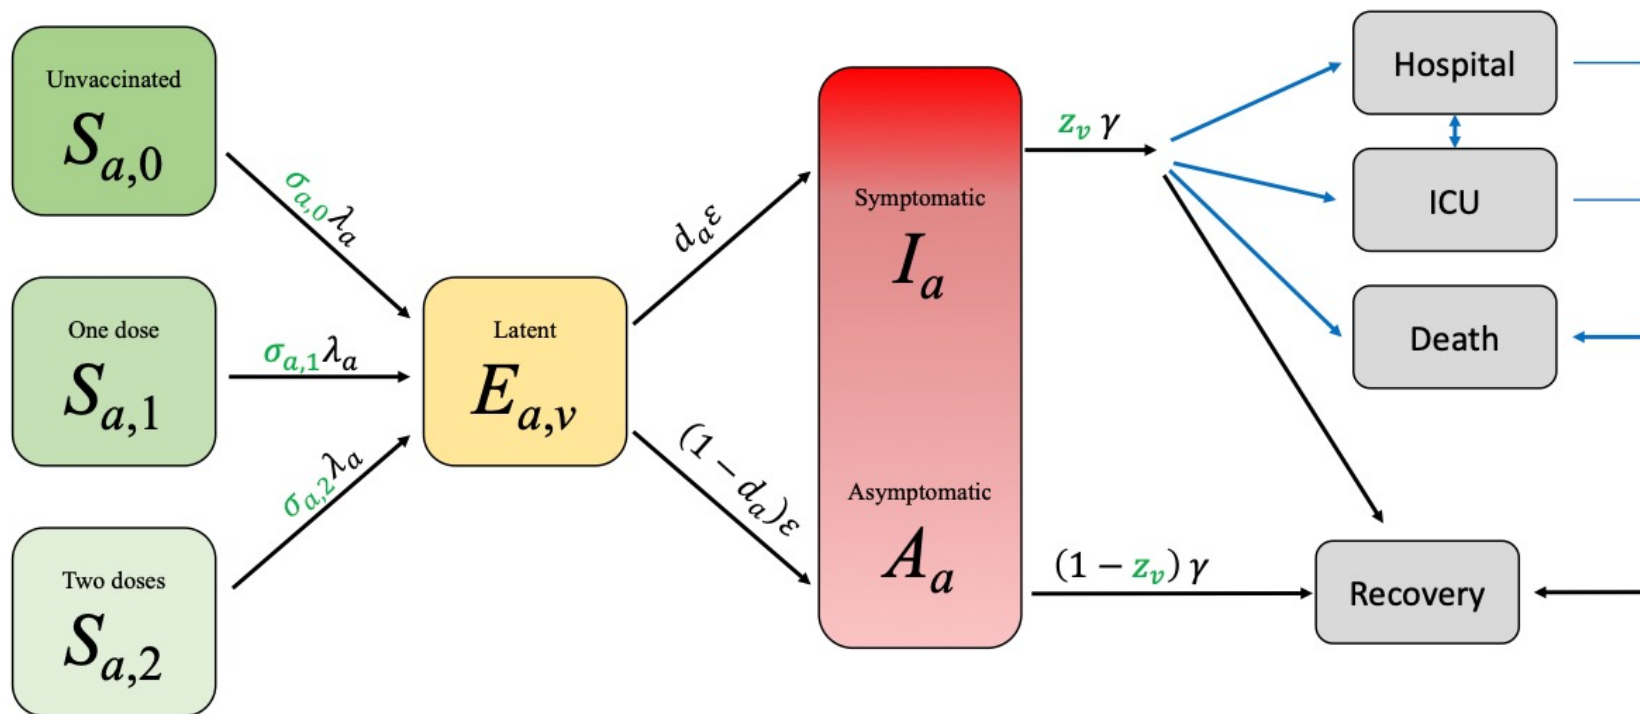 Unvaccinated
S_{a,0}
σ_{a,0}λ_a
One dose
S_{a,1}
σ_{a,1}λ_a
Two doses
S_{a,2}
σ_{a,2}λ_a
Latent
E_{a,v}
d_aε
(1 − d_a)ε
Symptomatic
I_a
Asymptomatic
A_a
z_v γ
(1 − z_v) γ
Hospital
ICU
Death
Recovery